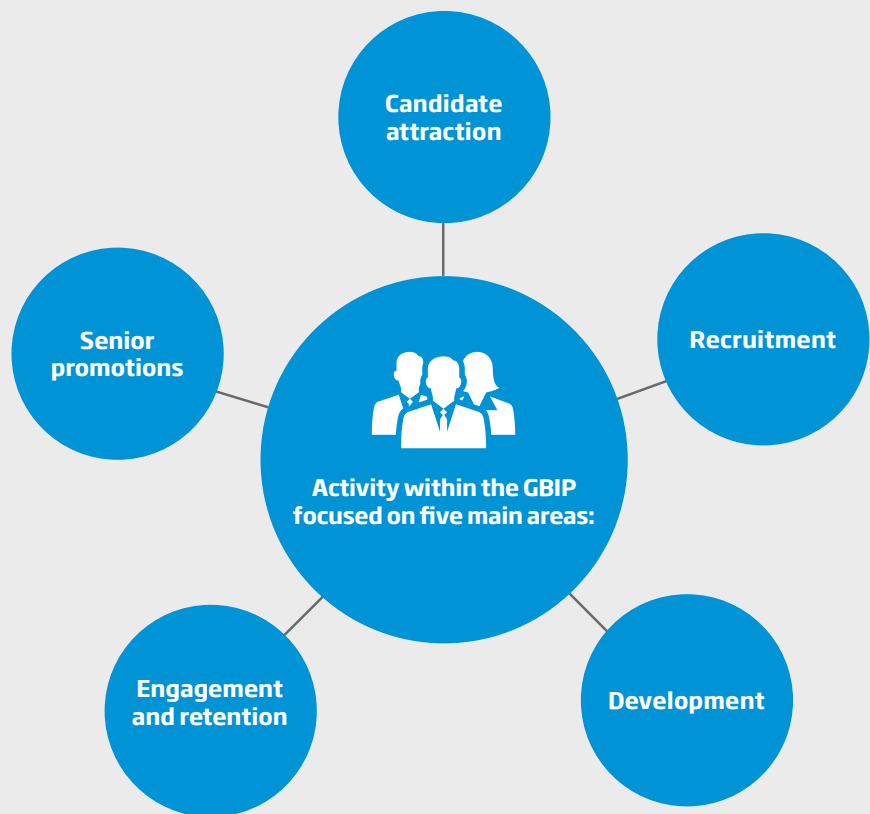 Candidate
attraction
Senior
promotions
Recruitment
Activity within the GBIP
focused on five main areas:
Engagement
and retention
Development